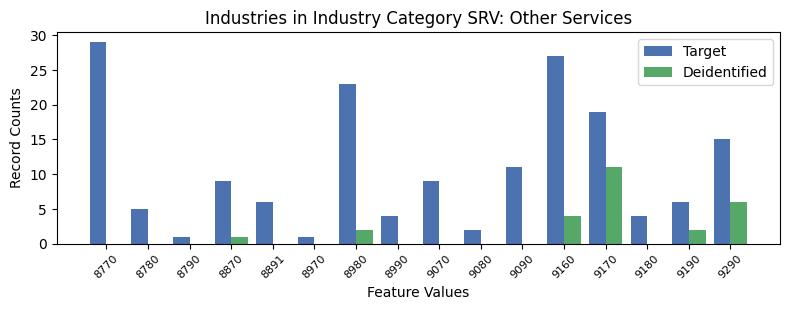 Industries in Industry Category SRV: Other Services
Record Counts
30
25
20
15
10
5
0
Target
Deidentified
8770 8780 8790 8870 8891 8970 8980 8990 9070 9080 9090 9160 9170 9180 9190 9290
Feature Values